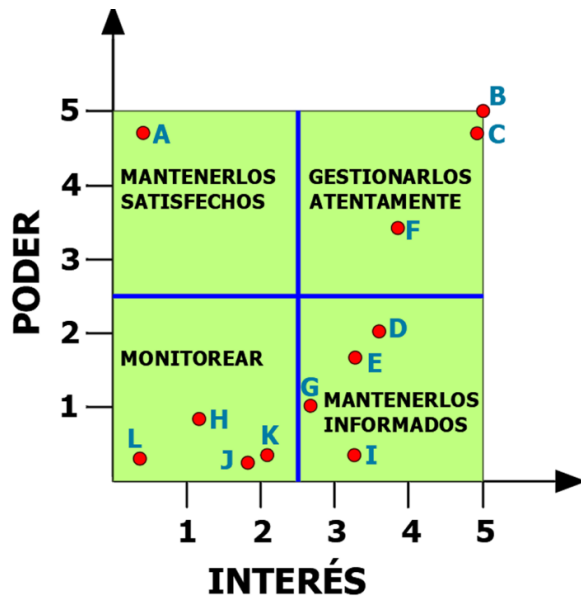 B
5
A
C
MANTENERLOS
SATISFECHOS
GESTIONARLOS
ATENTAMENTE
4
F
3
PODER
D
2
MONITOREAR
E
G
MANTENERLOS
INFORMADOS
1
H
L
K
J
I
1 2 3 4 5
INTERÉS